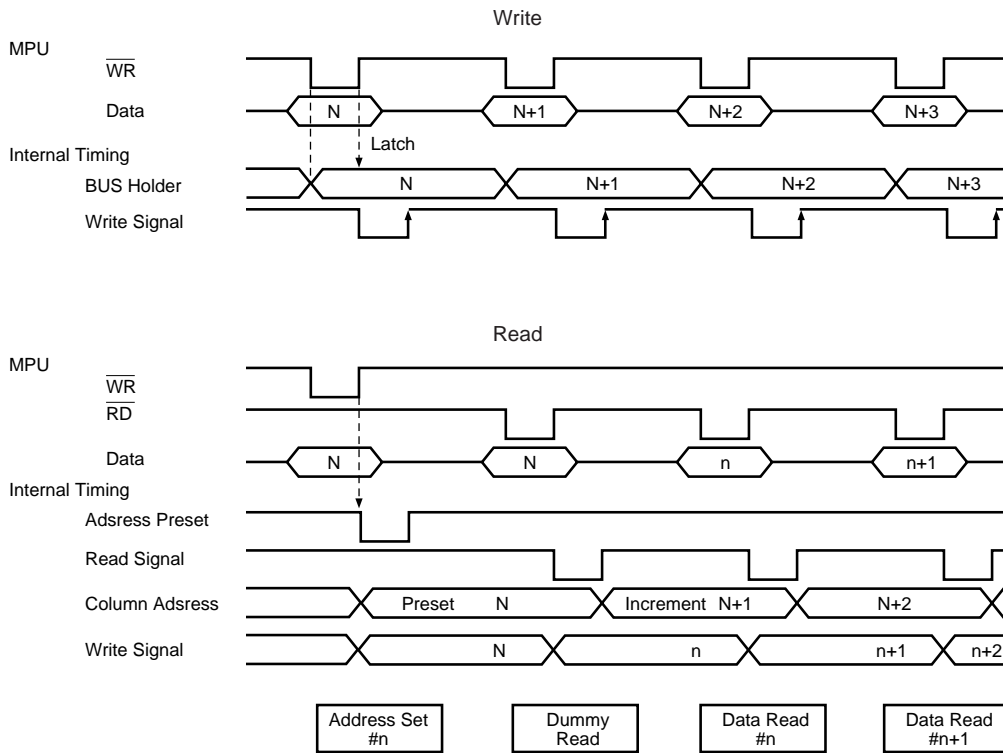 Write
MPU
WR
Data N N+1 N+2 N+3
Latch
Internal Timing
BUS Holder N N+1 N+2 N+3
Write Signal
Read
MPU
WR
RD
Data N N n n+1
Internal Timing
Adsress Preset
Read Signal
Column Adsress Preset N Increment N+1 N+2
Write Signal N n n+1 n+2
Address Set Dummy Data Read Data Read
#n Read #n #n+1